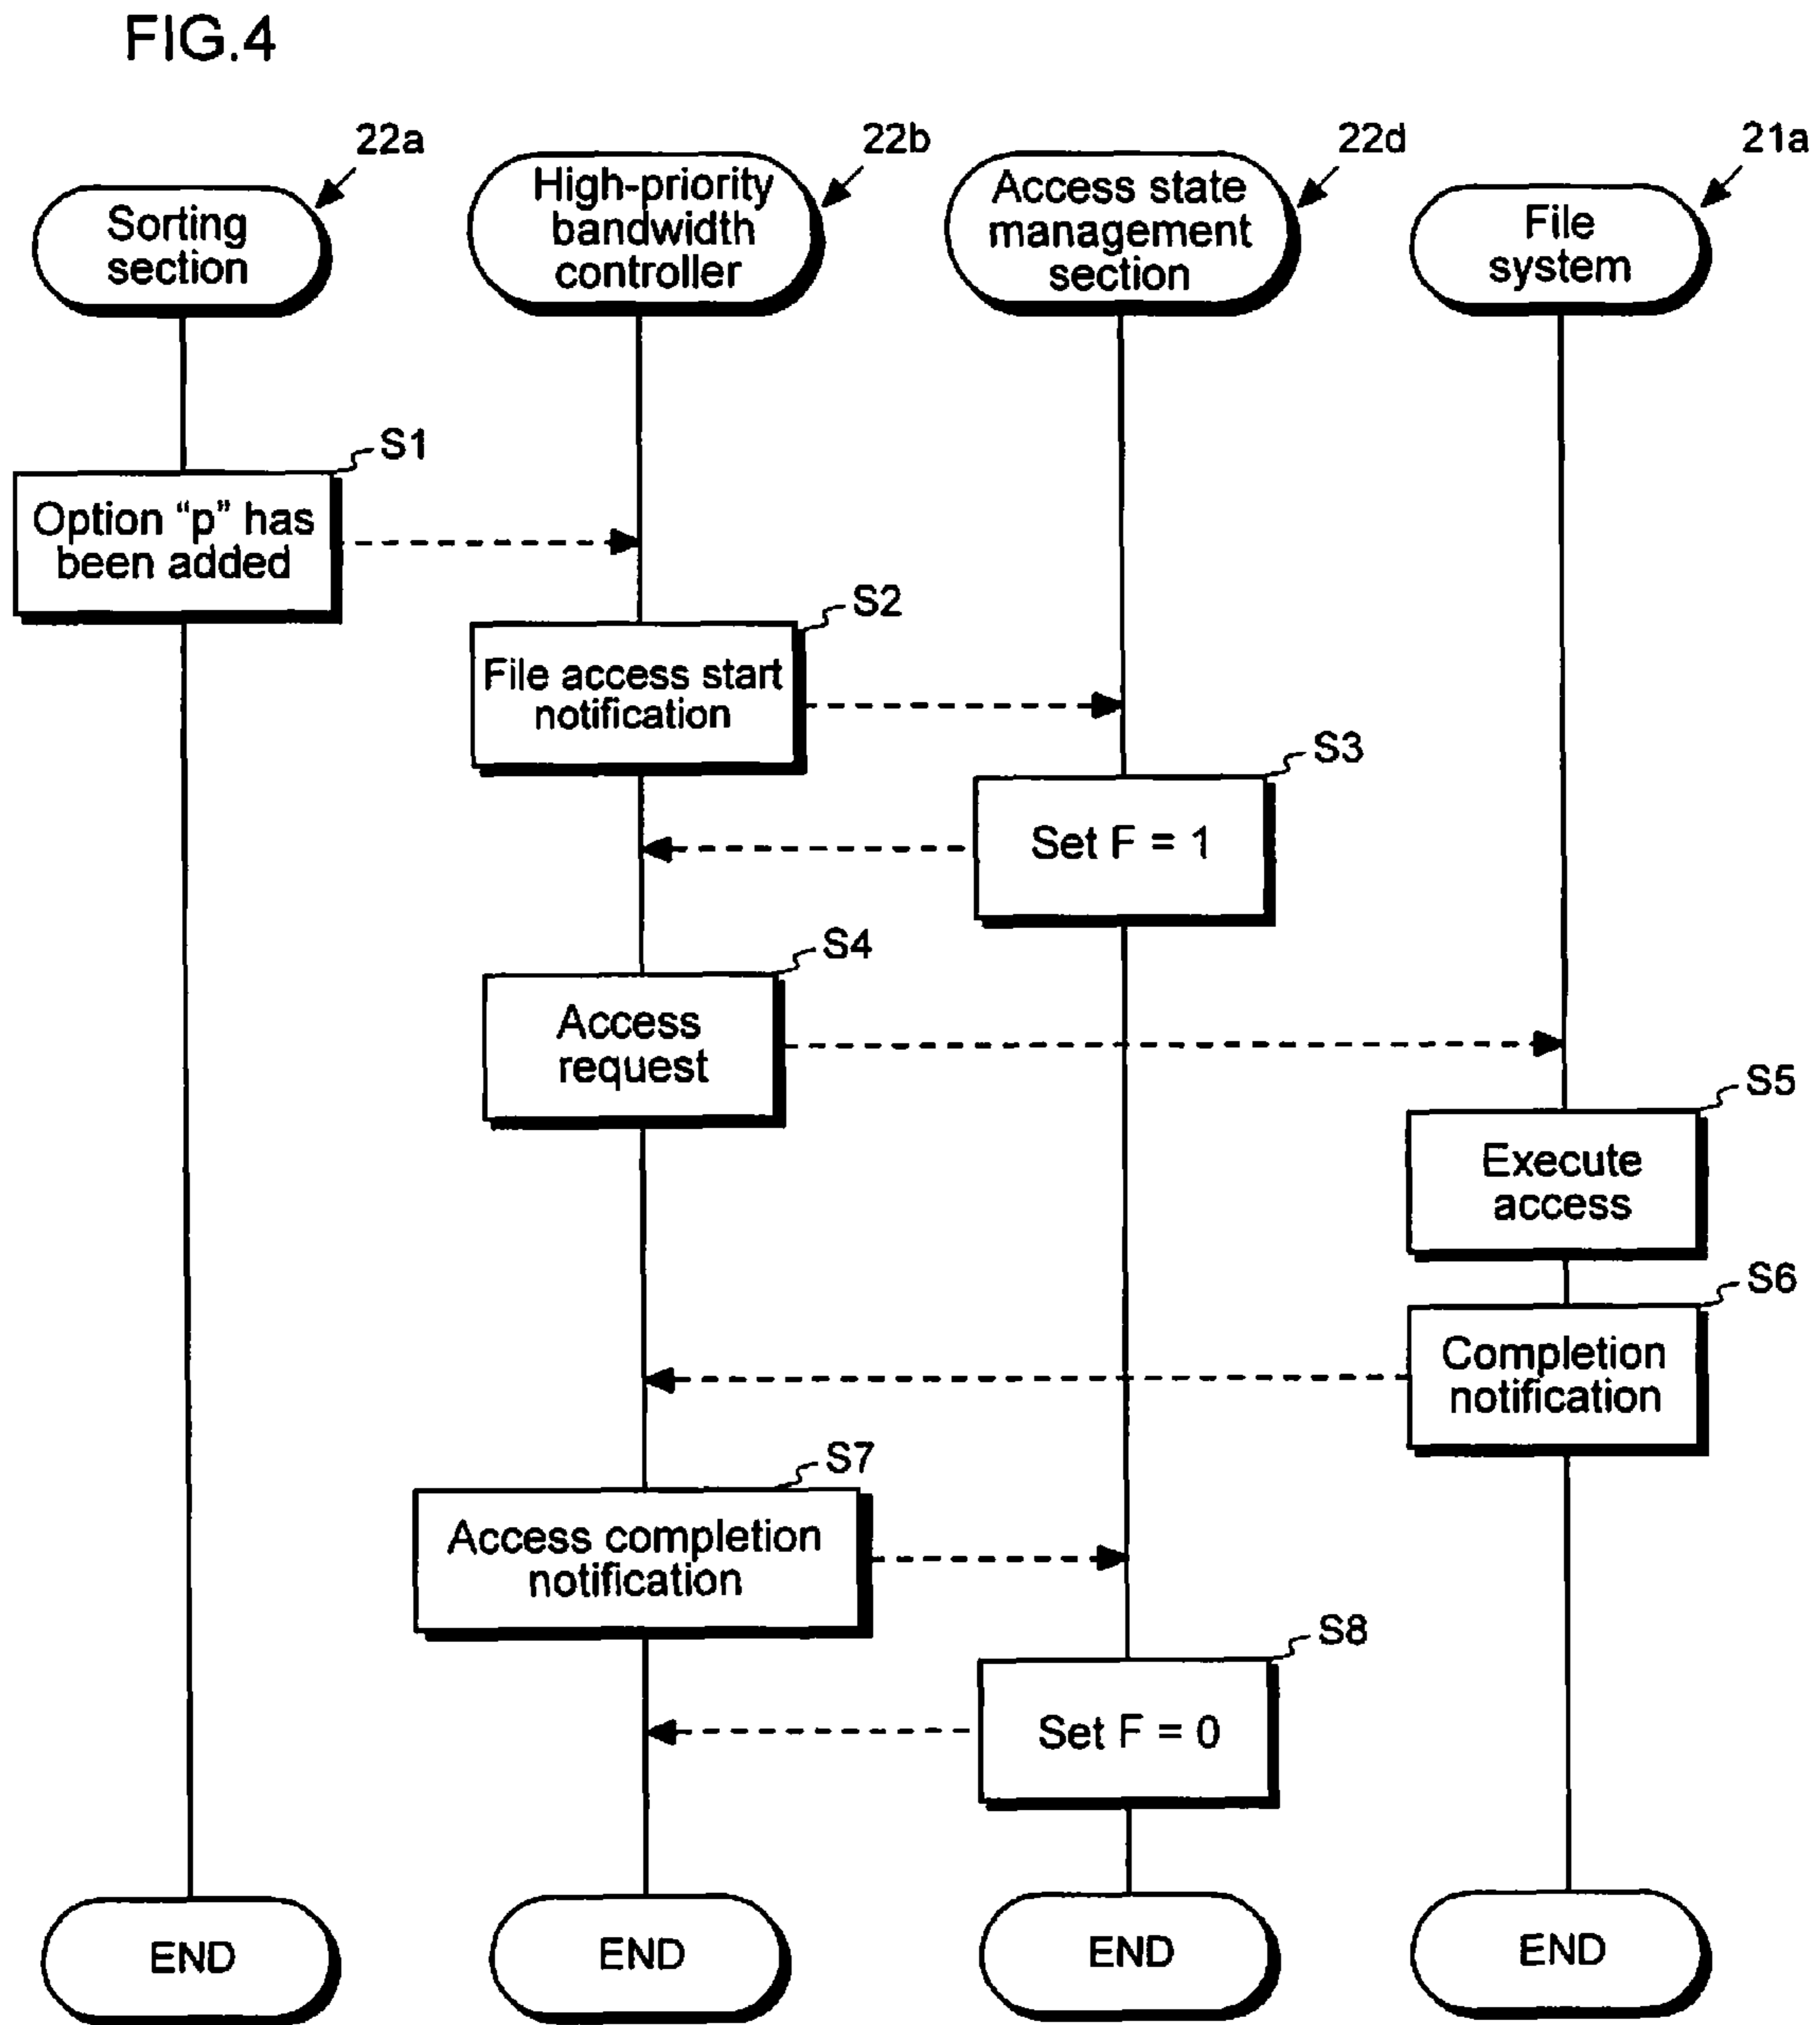 FIG.4
22a
22b
22d
21a
Sorting
section
High-priority
bandwidth
controller
Access state
management
section
File
system
S1
Option “p” has
been added
S2
File access start
notification
S3
Set F = 1
S4
Access
request
S5
Execute
access
S6
Completion
notification
S7
Access completion
notification
S8
Set F = 0
END
END
END
END